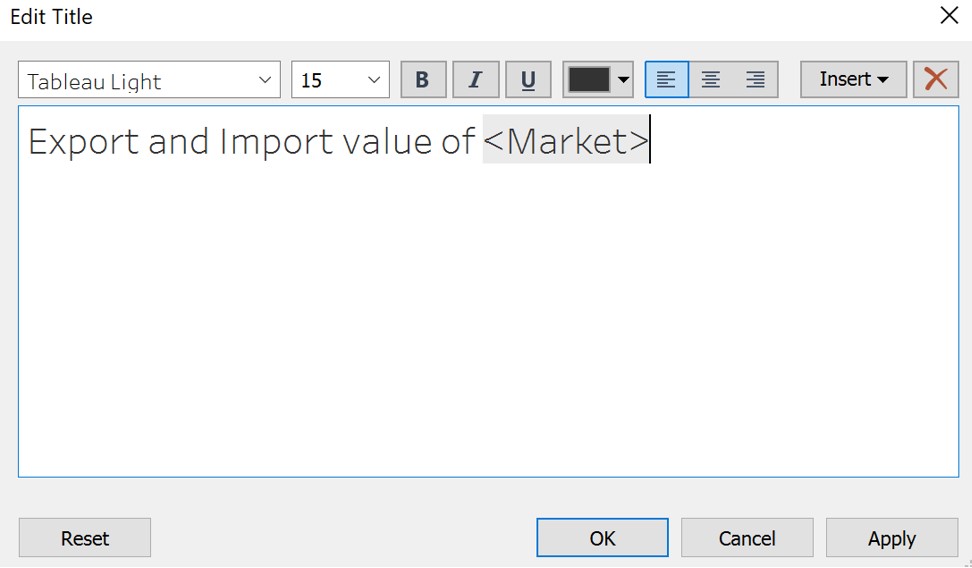 Edit Title
Tableau Light 15 B I U Insert
Export and Import value of <Market>
Reset OK Cancel Apply